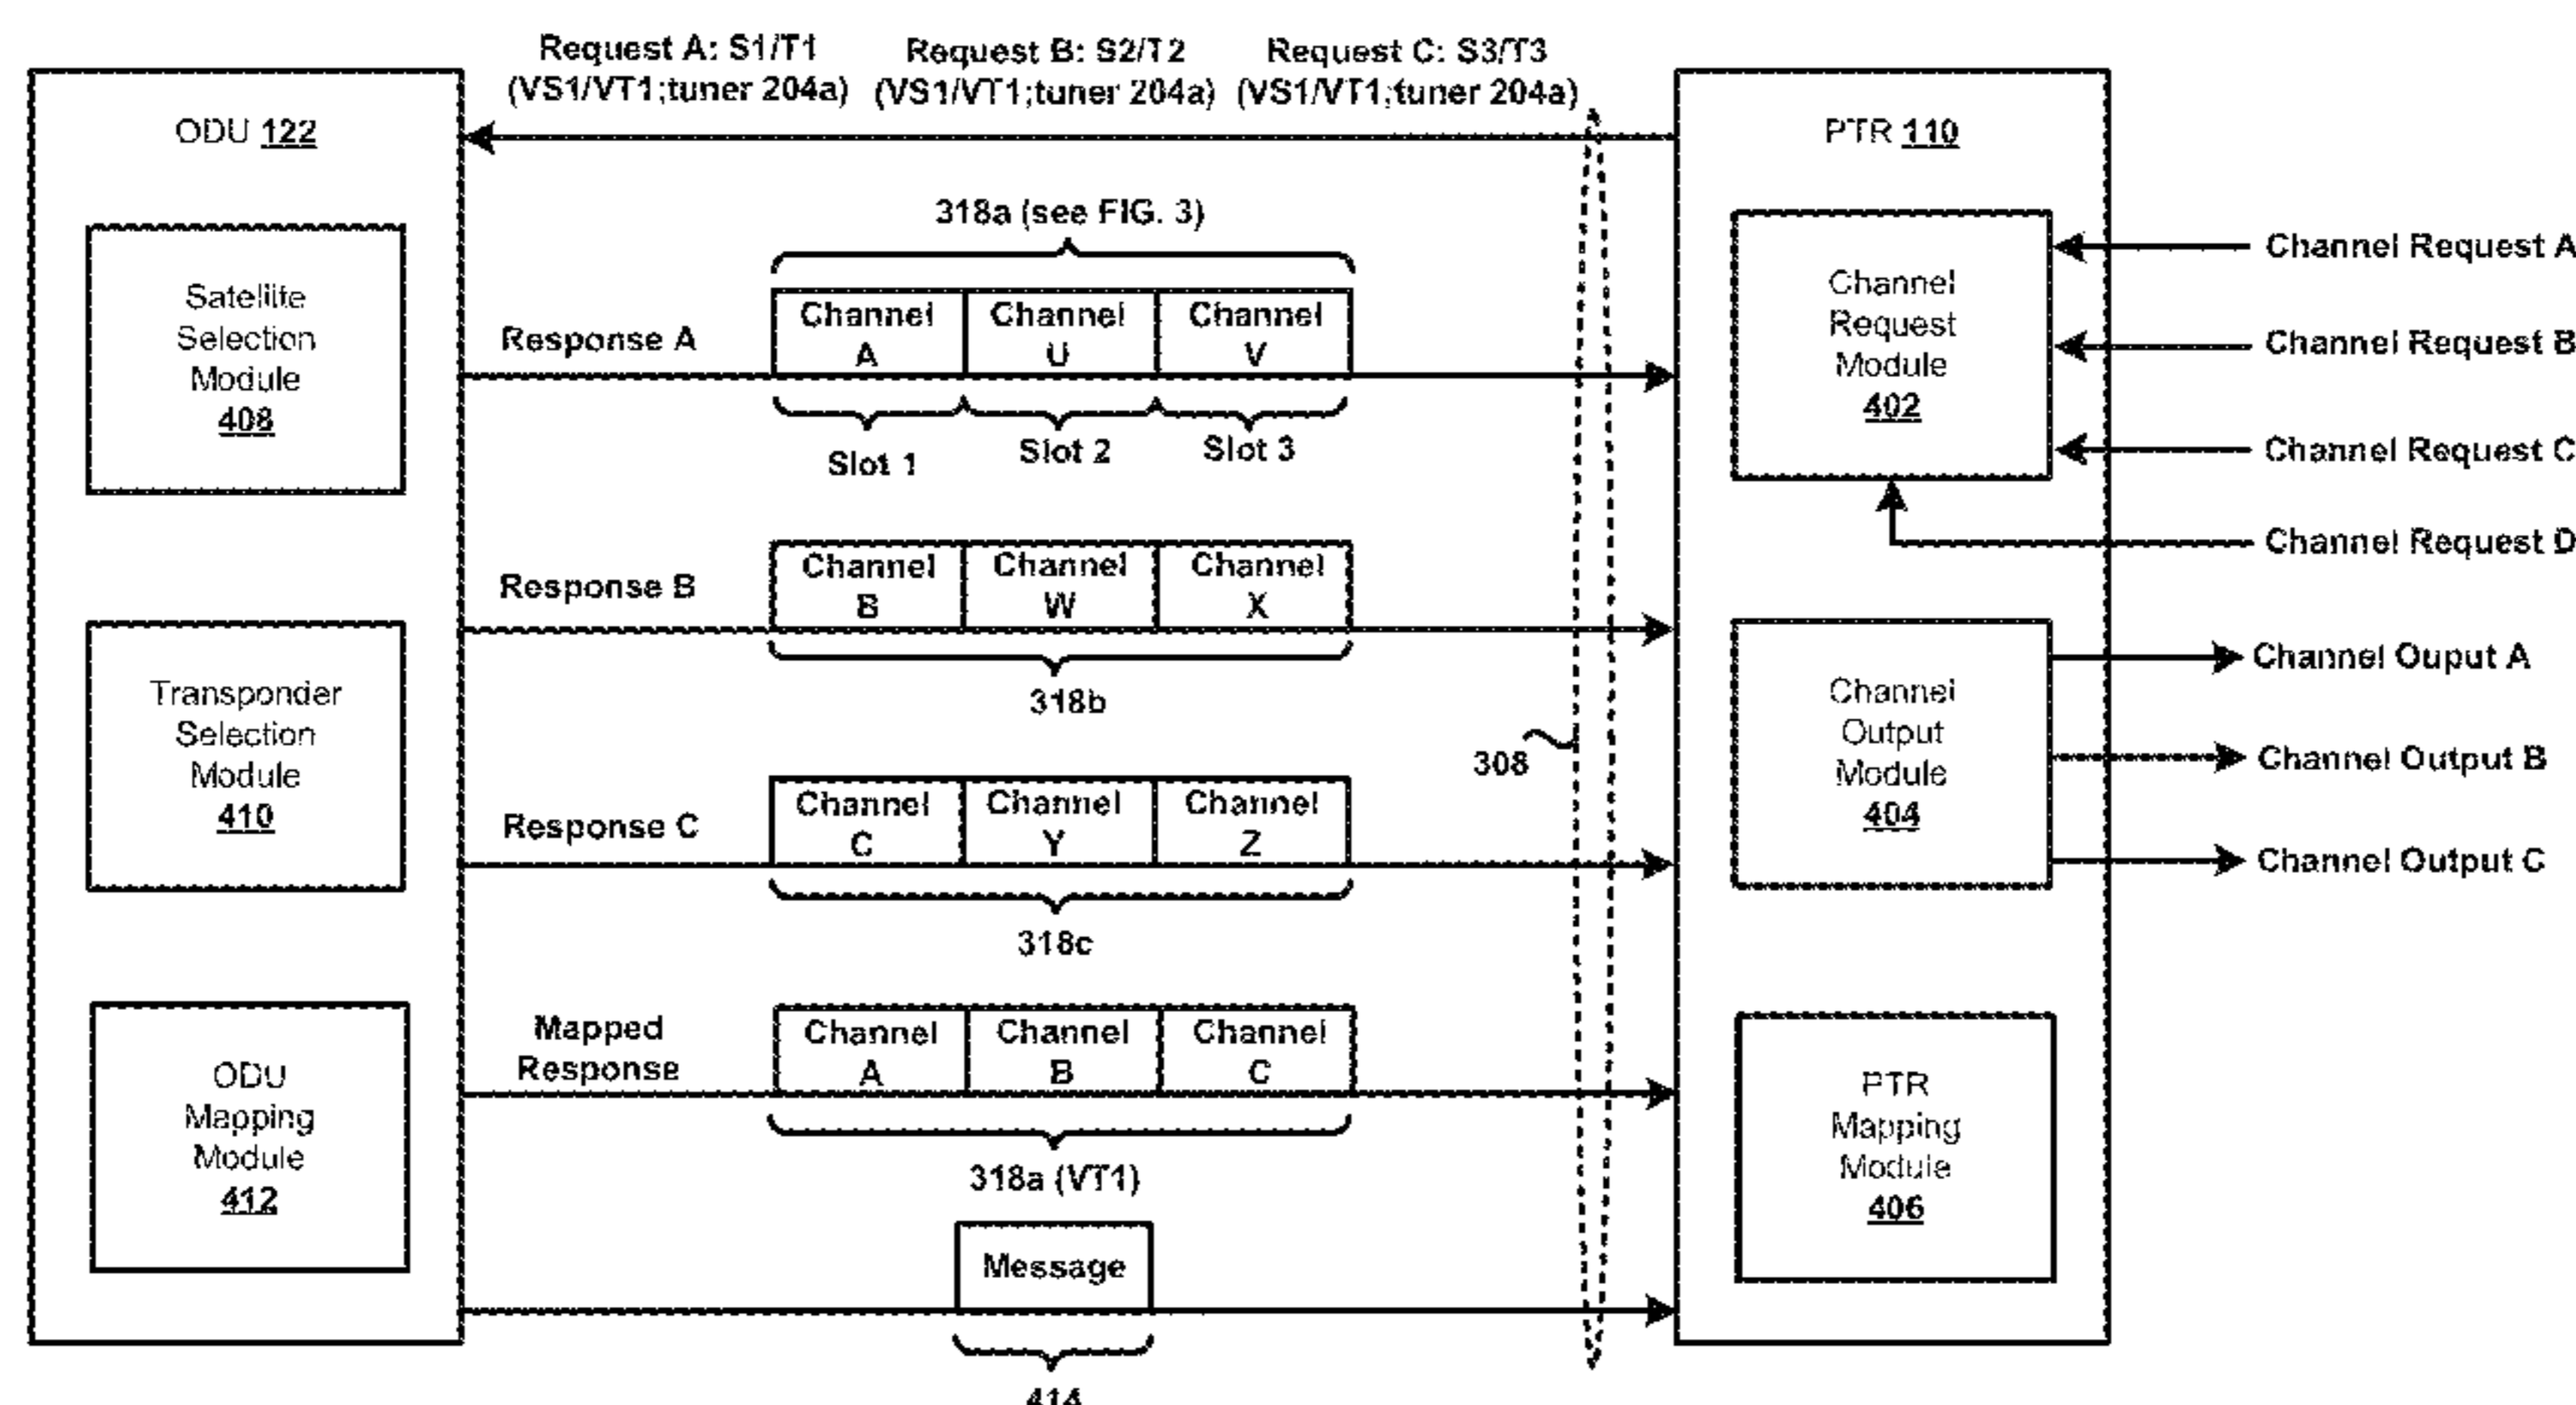 Request A: S1/T1
(VS1/VT1;tuner 204a)
Request B: S2/T2
(VS1/VT1;tuner 204a)
Request C: S3/T3
(VS1/VT1;tuner 204a)
ODU 122
Satellite
Selection
Module
408
Transponder
Selection
Module
410
ODU
Mapping
Module
412
318a (see FIG. 3)
Response A
Channel
A
Channel
U
Channel
V
Slot 1
Slot 2
Slot 3
Response B
Channel
B
Channel
W
Channel
X
318b
Response C
Channel
C
Channel
Y
Channel
Z
318c
Mapped
Response
Channel
A
Channel
B
Channel
C
318a (VT1)
Message
414
308
PTR 110
Channel
Request
Module
402
Channel
Output
Module
404
PTR
Mapping
Module
406
Channel Request A
Channel Request B
Channel Request C
Channel Request D
Channel Ouput A
Channel Output B
Channel Output C